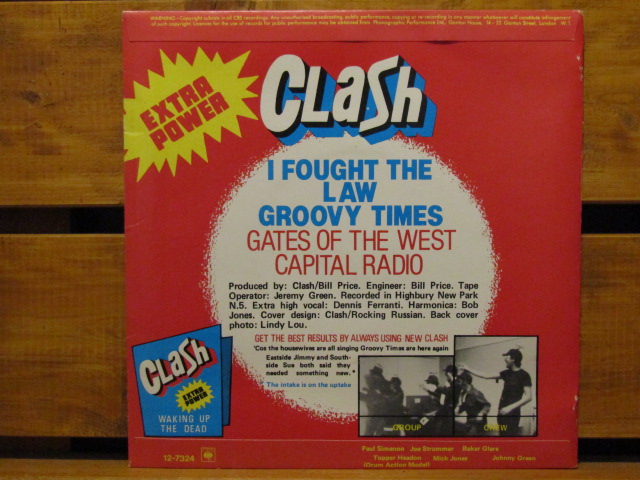 WARNING:- Copyright subsists in all CBS recordings. Any unauthorised broadcasting, public performance, copying or re-recording in any manner whatsoever will constitute infringement
of such copyright. Licences for the use of records for public performance may be obtained from Phonographic Performance Ltd., Ganton House, 14 - 22 Ganton Street, London W.1.
EXTRA
POWER
CLASH
I FOUGHT THE
LAW
GROOVY TIMES
GATES OF THE WEST
CAPITAL RADIO
Produced by: Clash/Bill Price. Engineer: Bill Price. Tape
Operator: Jeremy Green. Recorded in Highbury New Park
N.5. Extra high vocal: Dennis Ferranti. Harmonica: Bob
Jones. Cover design: Clash/Rocking Russian. Back cover
photo: Lindy Lou.
GET THE BEST RESULTS BY ALWAYS USING NEW CLASH
'Cos the housewives are all singing Groovy Times are here again
Eastside Jimmy and South-
side Sue both said they
needed something new."
The intake is on the uptake
CLASH
EXTRA
POWER
WAKING UP
THE DEAD
GROUP
CREW
12-7324
CBS
Paul Simonon Joe Strummer Baker Glare
Topper Headon Mick Jones Johnny Green
(Drum Action Model)